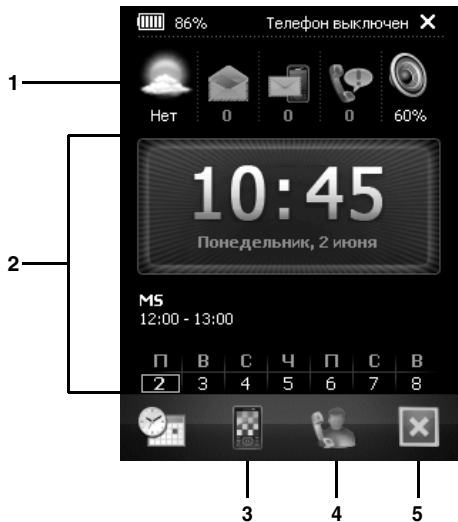 86% Телефон выключен
1
Нет 0 0 0 60%
10:45
Понедельник, 2 июня
2
MS
12:00 - 13:00
П В С Ч П С В
2 3 4 5 6 7 8
3 4 5